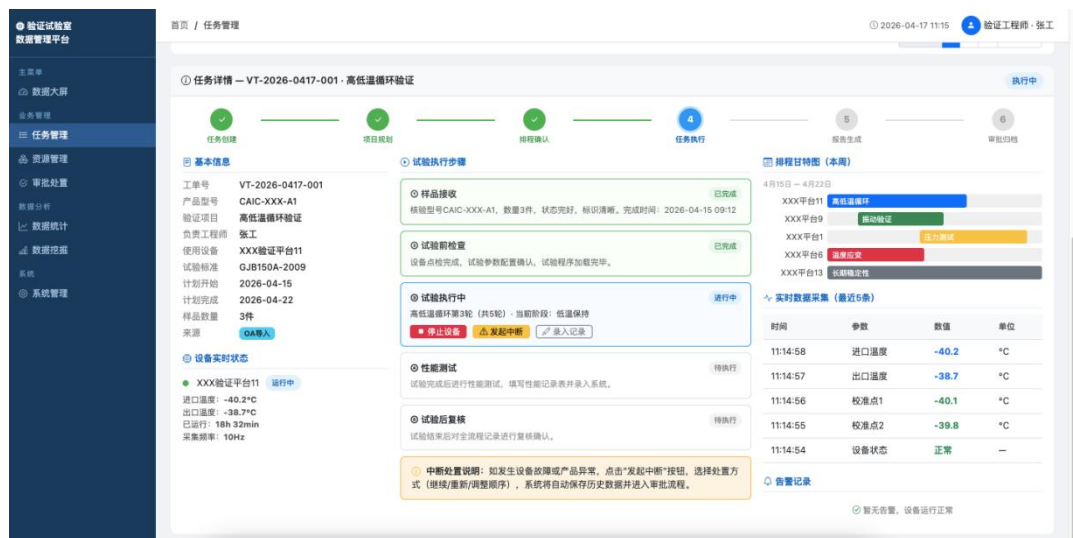 验证试验室
数据管理平台
主菜单
数据大屏
业务管理
任务管理
资源管理
审批处置
数据分析
数据统计
数据挖掘
系统
系统管理
首页 / 任务管理
2026-04-17 11:15 验证工程师 · 张工
任务详情 — VT-2026-0417-001 · 高低温循环验证
执行中
任务创建
项目规划
排程确认
4
任务执行
5
报告生成
6
审批归档
基本信息
工单号 VT-2026-0417-001
产品型号 CAIC-XXX-A1
验证项目 高低温循环验证
负责工程师 张工
使用设备 XXX验证平台11
试验标准 GJB150A-2009
计划开始 2026-04-15
计划完成 2026-04-22
样品数量 3件
来源 OA导入
设备实时状态
XXX验证平台11 运行中
进口温度: -40.2°C
出口温度: -38.7°C
已运行: 18h 32min
采集频率: 10Hz
试验执行步骤
样品接收 已完成
核验型号CAIC-XXX-A1，数量3件，状态完好，标识清晰。完成时间：2026-04-15 09:12
试验前检查 已完成
设备点检完成，试验参数配置确认，试验程序加载完毕。
试验执行中 进行中
高低温循环第3轮（共5轮）· 当前阶段：低温保持
停止设备 发起中断 录入记录
性能测试 待执行
试验完成后进行性能测试，填写性能记录表并录入系统。
试验后复核 待执行
试验结束后对全流程记录进行复核确认。
中断处置说明：如发生设备故障或产品异常，点击“发起中断”按钮，选择处置方
式（继续/重新/调整顺序），系统将自动保存历史数据并进入审批流程。
排程甘特图（本周）
4月15日 — 4月22日
XXX平台11 高低温循环
XXX平台9 振动验证
XXX平台1 压力测试
XXX平台6 温度应变
XXX平台13 长期稳定性
实时数据采集（最近5条）
时间 参数 数值 单位
11:14:58 进口温度 -40.2 °C
11:14:57 出口温度 -38.7 °C
11:14:56 校准点1 -40.1 °C
11:14:55 校准点2 -39.8 °C
11:14:54 设备状态 正常 —
告警记录
暂无告警，设备运行正常